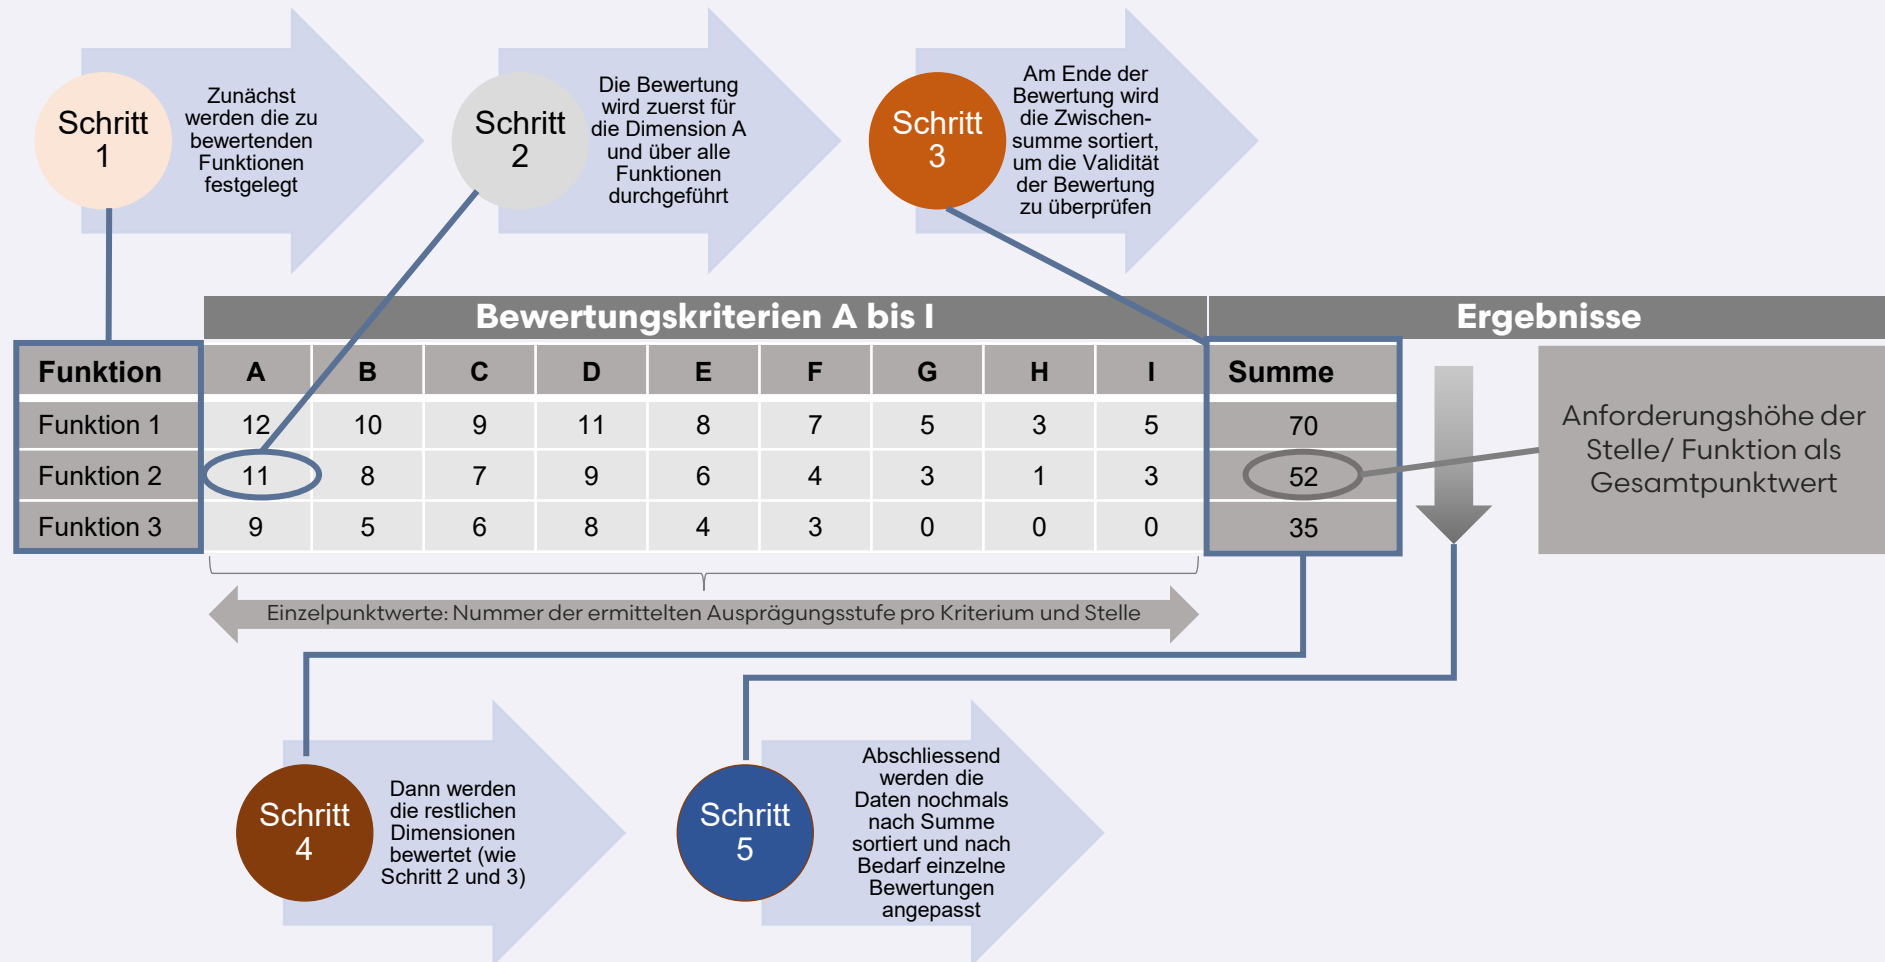 Schritt
1
Zunächst
werden die zu
bewertenden
Funktionen
festgelegt
Schritt
2
Die Bewertung
wird zuerst für
die Dimension A
und über alle
Funktionen
durchgeführt
Schritt
3
Am Ende der
Bewertung wird
die Zwischen-
summe sortiert,
um die Validität
der Bewertung
zu überprüfen
Bewertungskriterien A bis I Ergebnisse
Funktion A B C D E F G H I Summe
Funktion 1 12 10 9 11 8 7 5 3 5 70
Funktion 2 11 8 7 9 6 4 3 1 3 52
Funktion 3 9 5 6 8 4 3 0 0 0 35
Anforderungshöhe der
Stelle/ Funktion als
Gesamtpunktwert
Einzelpunktwerte: Nummer der ermittelten Ausprägungsstufe pro Kriterium und Stelle
Schritt
4
Dann werden
die restlichen
Dimensionen
bewertet (wie
Schritt 2 und 3)
Schritt
5
Abschliessend
werden die
Daten nochmals
nach Summe
sortiert und nach
Bedarf einzelne
Bewertungen
angepasst